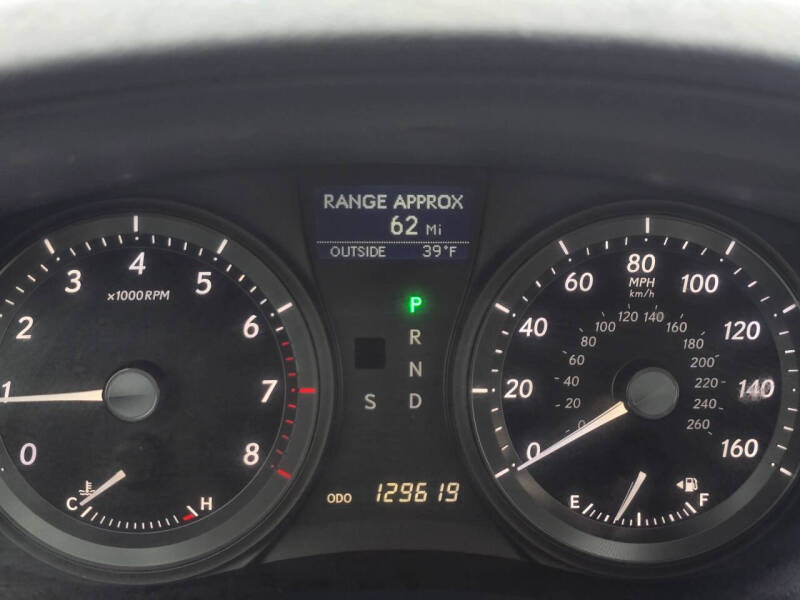 RANGE APPROX
62 Mi
OUTSIDE 39°F
0 1 2 3 4 5 6 7 8
x1000RPM
C H
P
R
N
S D
ODO 129619
0 20 40 60 80 100 120 140 160
MPH
km/h
0 20 40 60 80 100 120 140 160 180 200 220 240 260
E F